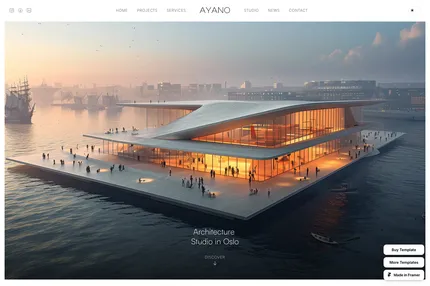 HOME PROJECTS SERVICES AYANO STUDIO NEWS CONTACT
Architecture
Studio in Oslo
DISCOVER
Buy Template
More Templates
Made in Framer